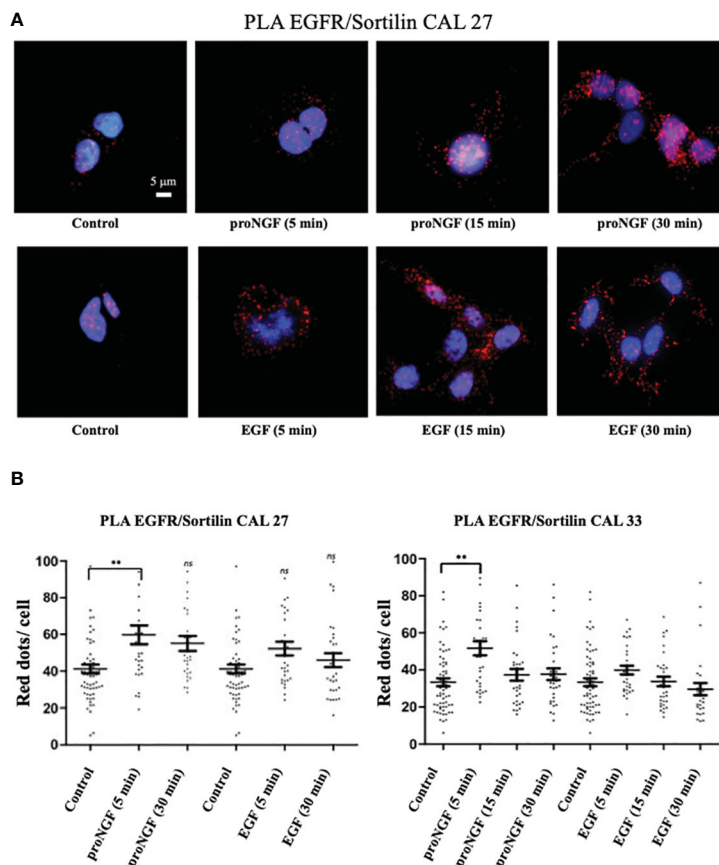 A
PLA EGFR/Sortilin CAL 27
5 µm
Control
proNGF (5 min)
proNGF (15 min)
proNGF (30 min)
Control
EGF (5 min)
EGF (15 min)
EGF (30 min)
B
PLA EGFR/Sortilin CAL 27
Red dots/ cell
100
80
60
40
20
0
**
ns
ns
ns
Control
proNGF (5 min)
proNGF (30 min)
Control
EGF (5 min)
EGF (30 min)
PLA EGFR/Sortilin CAL 33
Red dots/ cell
100
80
60
40
20
0
**
Control
proNGF (5 min)
proNGF (15 min)
proNGF (30 min)
Control
EGF (5 min)
EGF (15 min)
EGF (30 min)